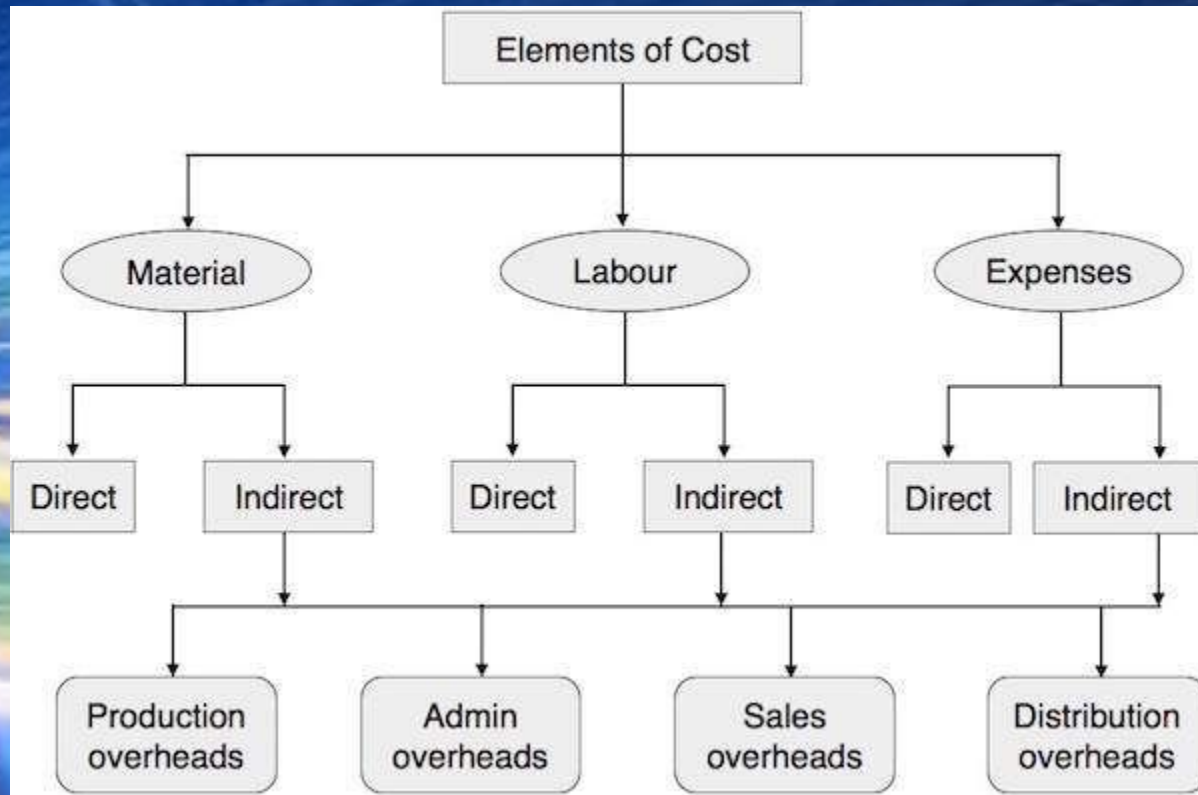 Elements of Cost
Material
Labour
Expenses
Direct
Indirect
Direct
Indirect
Direct
Indirect
Production
overheads
Admin
overheads
Sales
overheads
Distribution
overheads